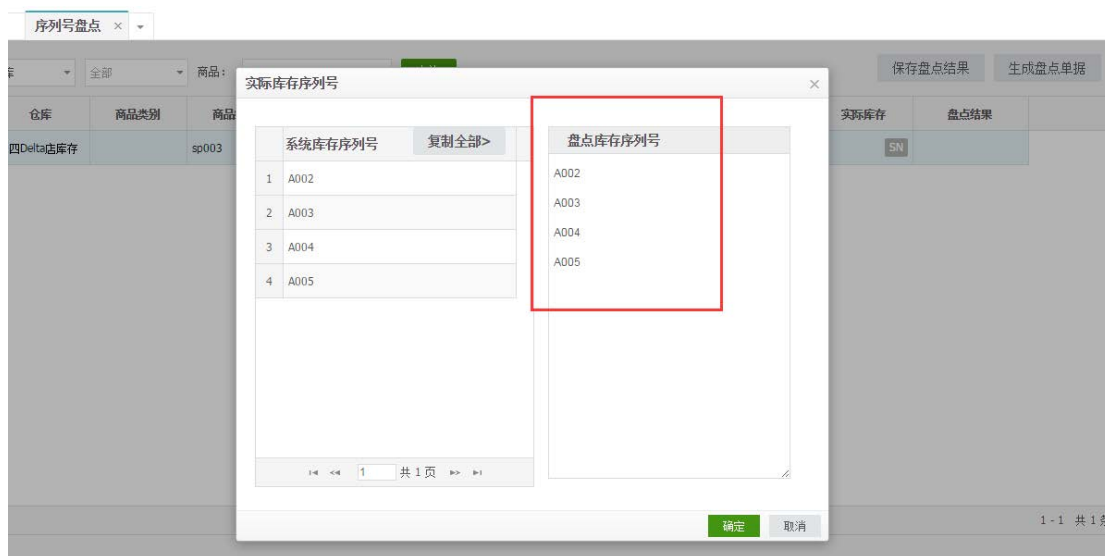 序列号盘点 ×
全部 商品：
保存盘点结果 生成盘点单据
实际库存序列号 ×
仓库 商品类别 商品
实际库存 盘点结果
四Delta店库存 sp003
SN
系统库存序列号 复制全部>
盘点库存序列号
1 A002
2 A003
3 A004
4 A005
A002
A003
A004
A005
1 共 1 页
确定 取消
1 - 1 共 1